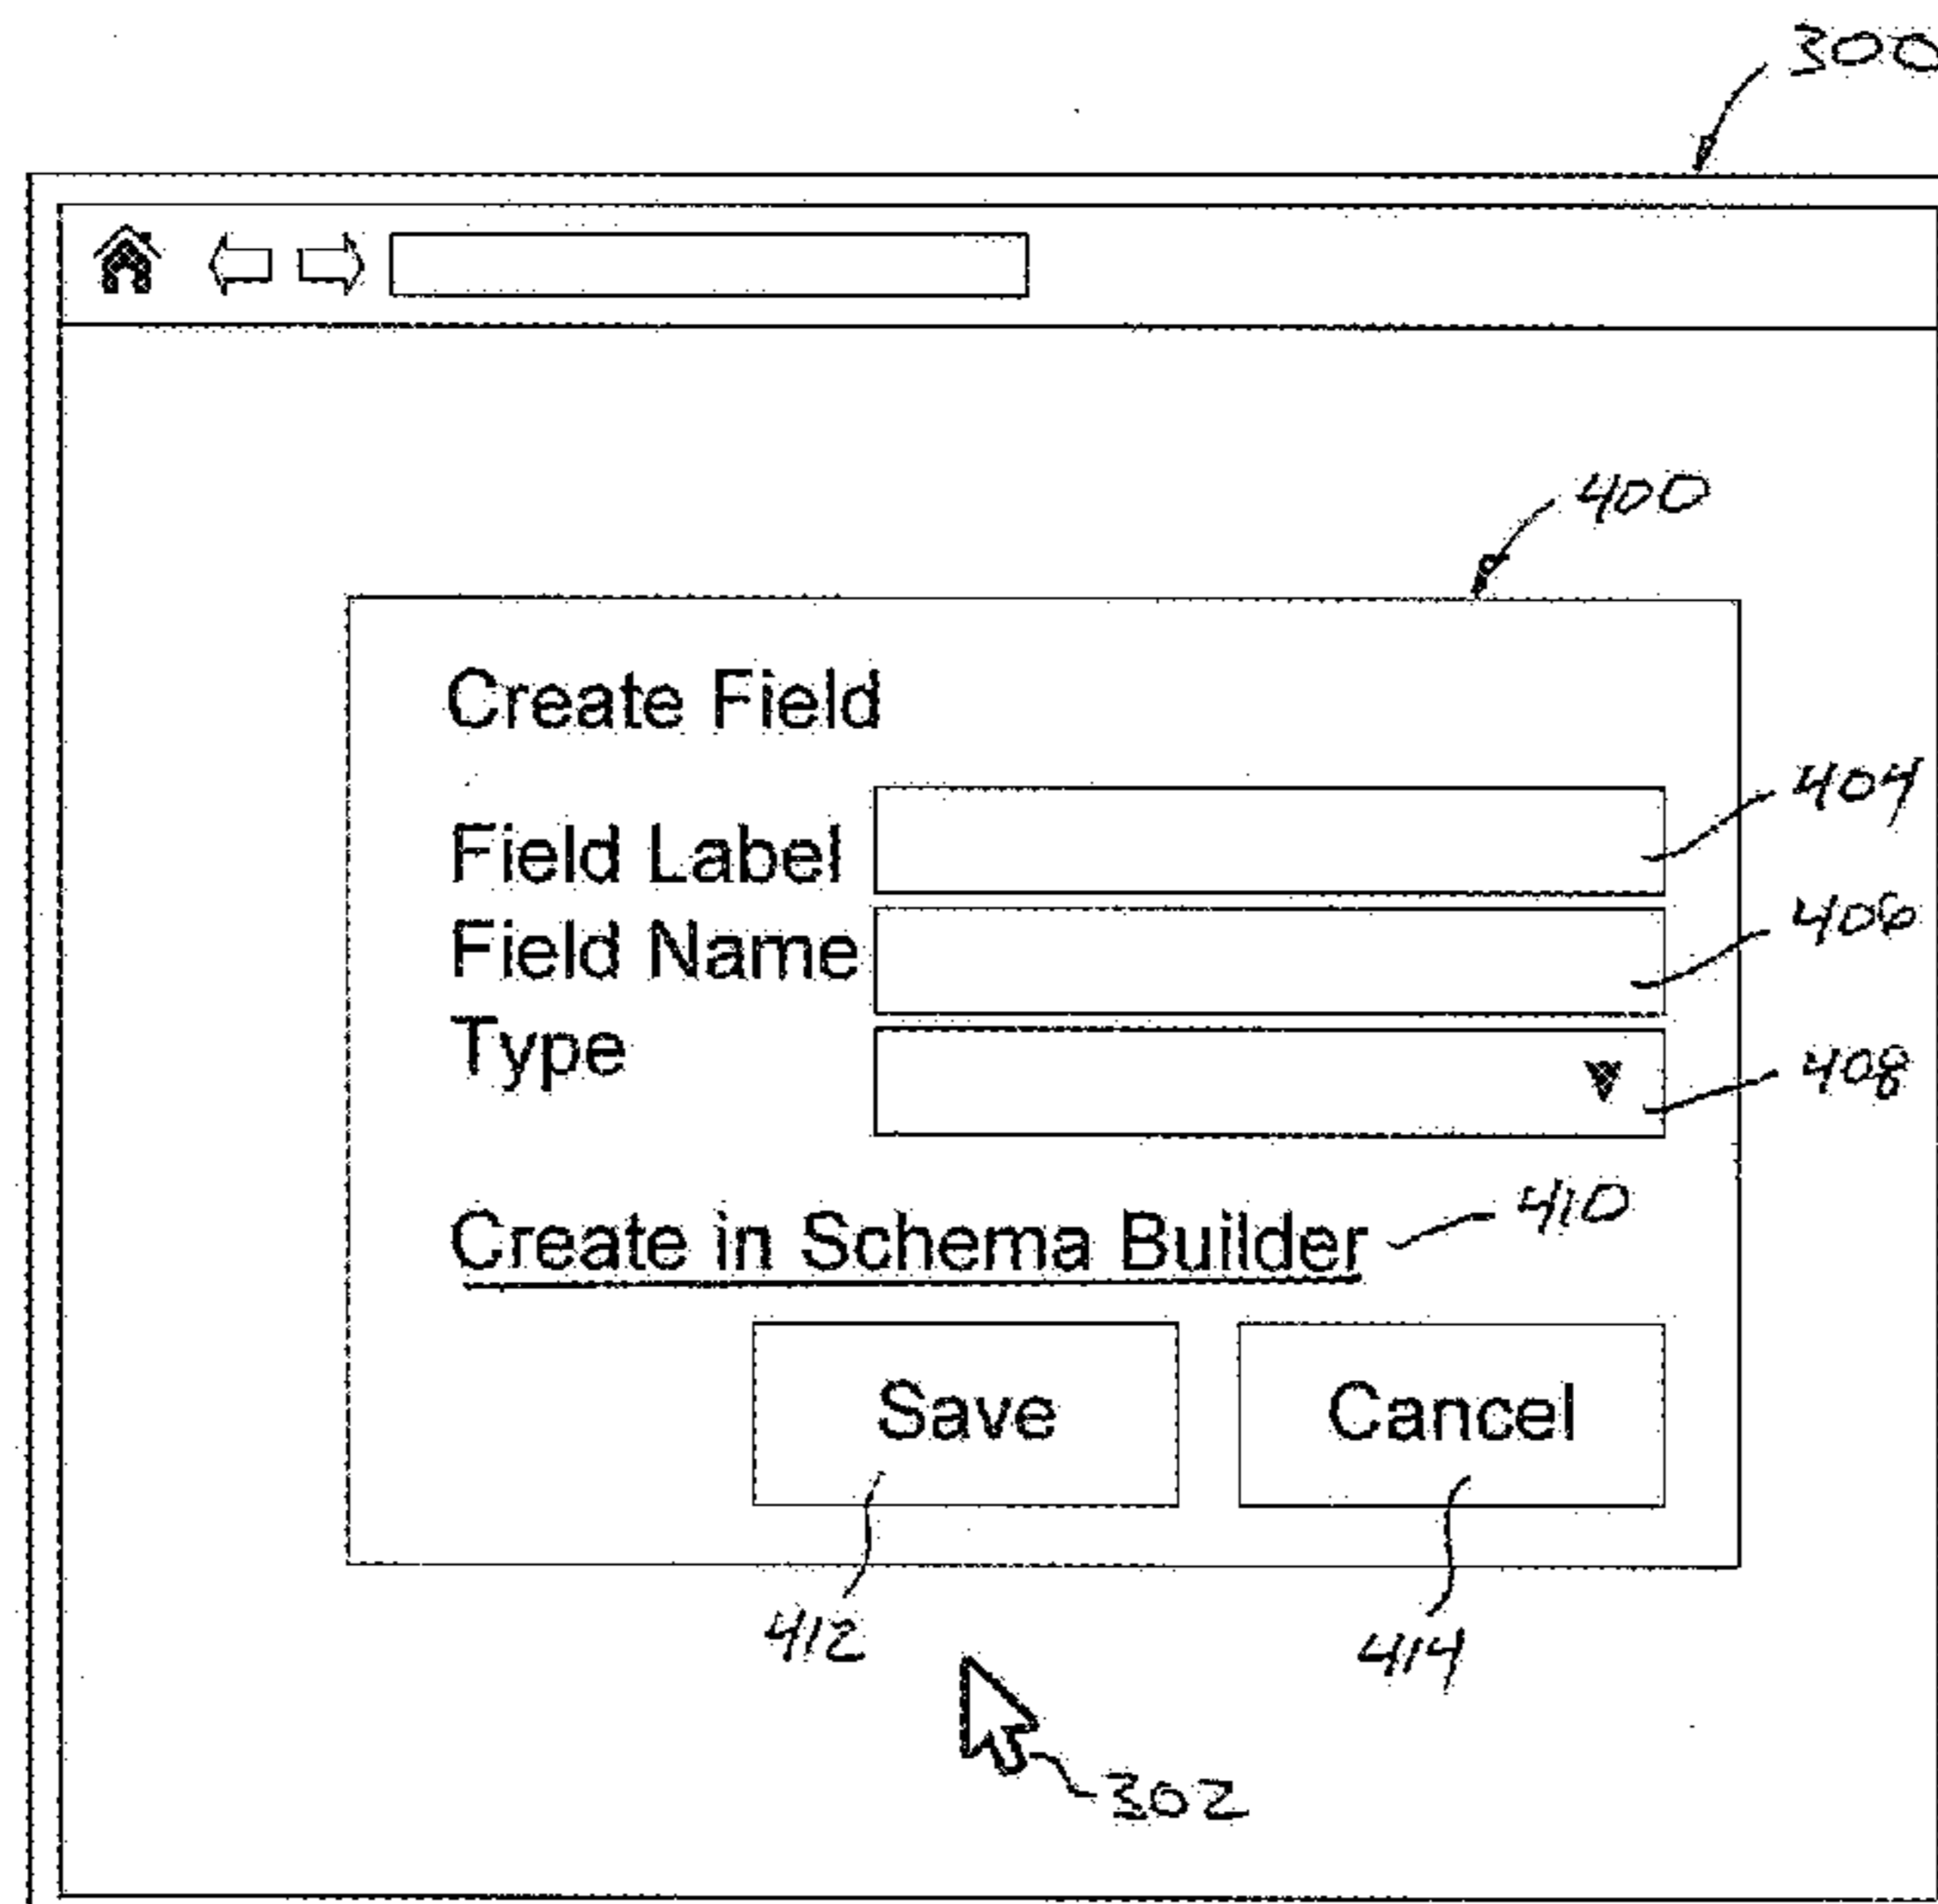 300
400
Create Field
Field Label 404
Field Name 406
Type 408
Create in Schema Builder 410
Save Cancel
412 414
302